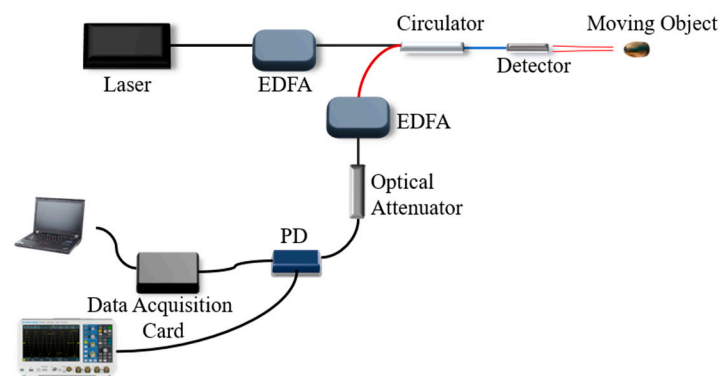 Circulator
Moving Object
Laser
EDFA
Detector
EDFA
Optical
Attenuator
PD
Data Acquisition
Card